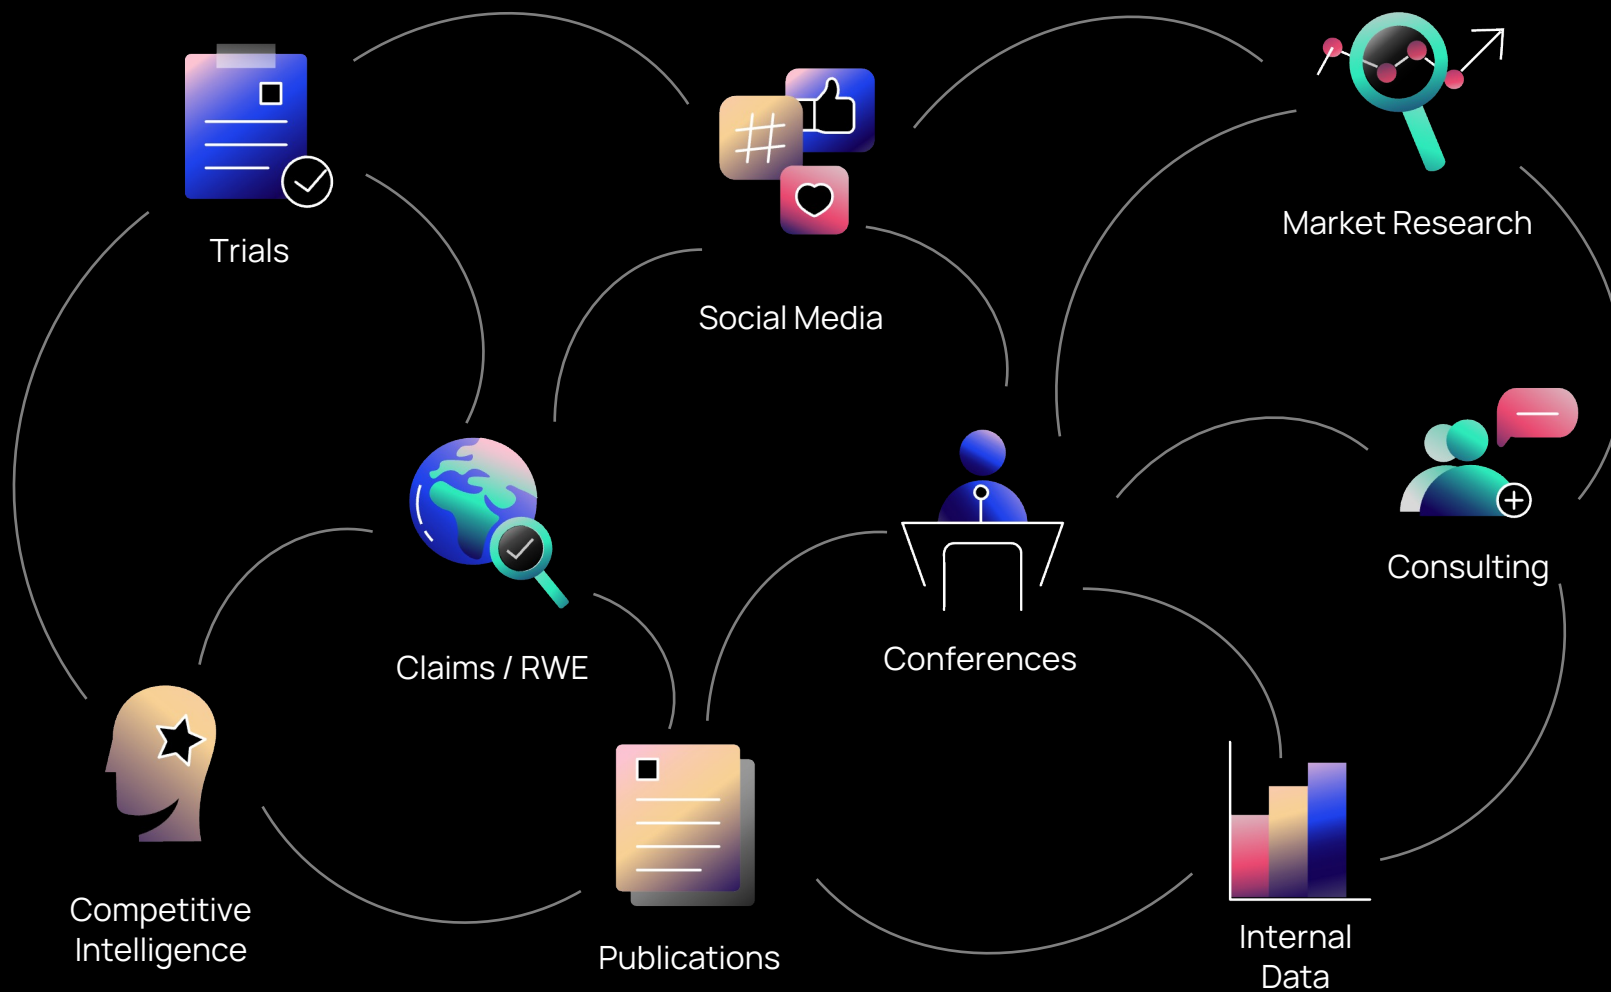 Trials
Social Media
Market Research
Claims / RWE
Conferences
Consulting
Competitive
Intelligence
Publications
Internal
Data